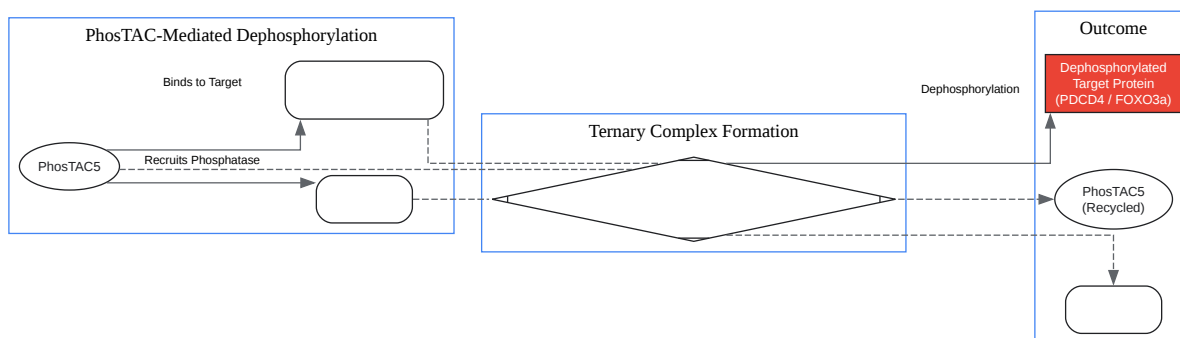 PhosTAC-Mediated Dephosphorylation
Binds to Target
PhosTAC5
Recruits Phosphatase
Ternary Complex Formation
Dephosphorylation
Outcome
Dephosphorylated
Target Protein
(PDCD4 / FOXO3a)
PhosTAC5
(Recycled)